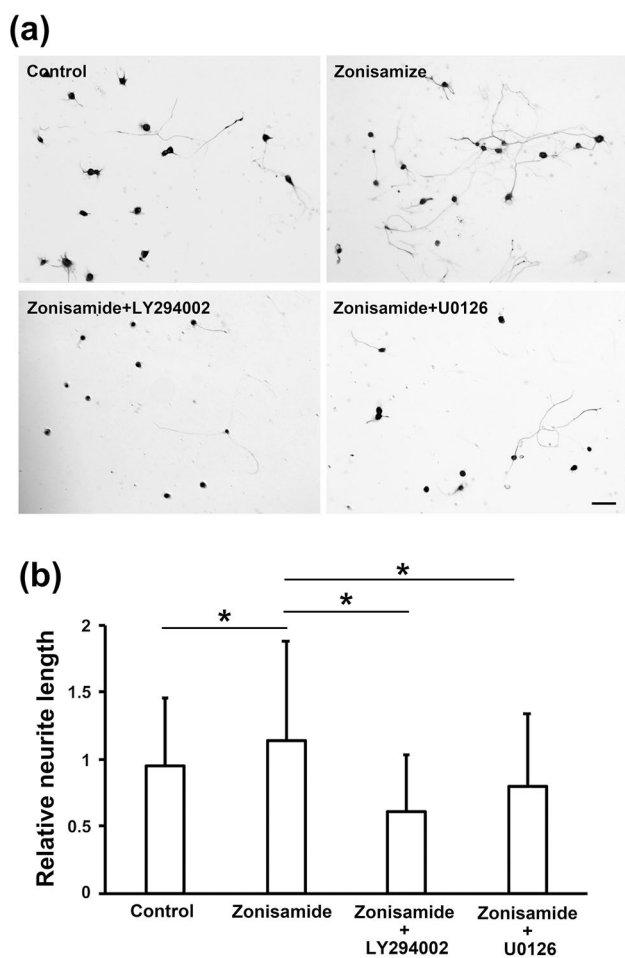 (a)
Control
Zonisamize
Zonisamide+LY294002
Zonisamide+U0126
(b)
*
*
*
Relative neurite length
2
1.5
1
0.5
0
Control
Zonisamide
Zonisamide
+
LY294002
Zonisamide
+
U0126